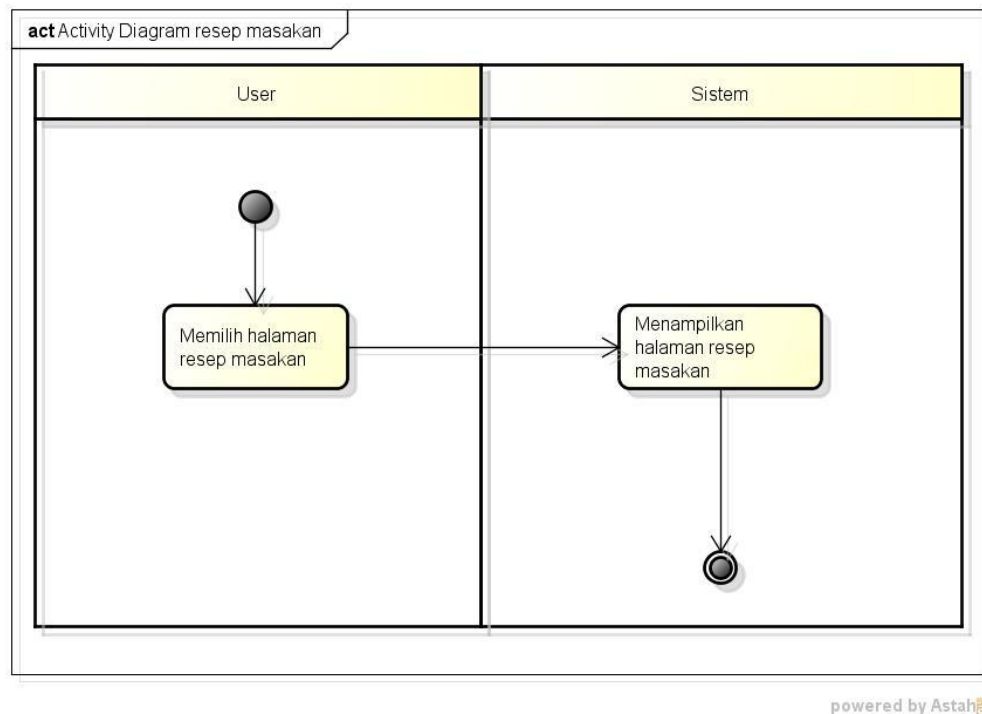 act Activity Diagram resep masakan
User
Sistem
Memilih halaman
resep masakan
Menampilkan
halaman resep
masakan
powered by Astah